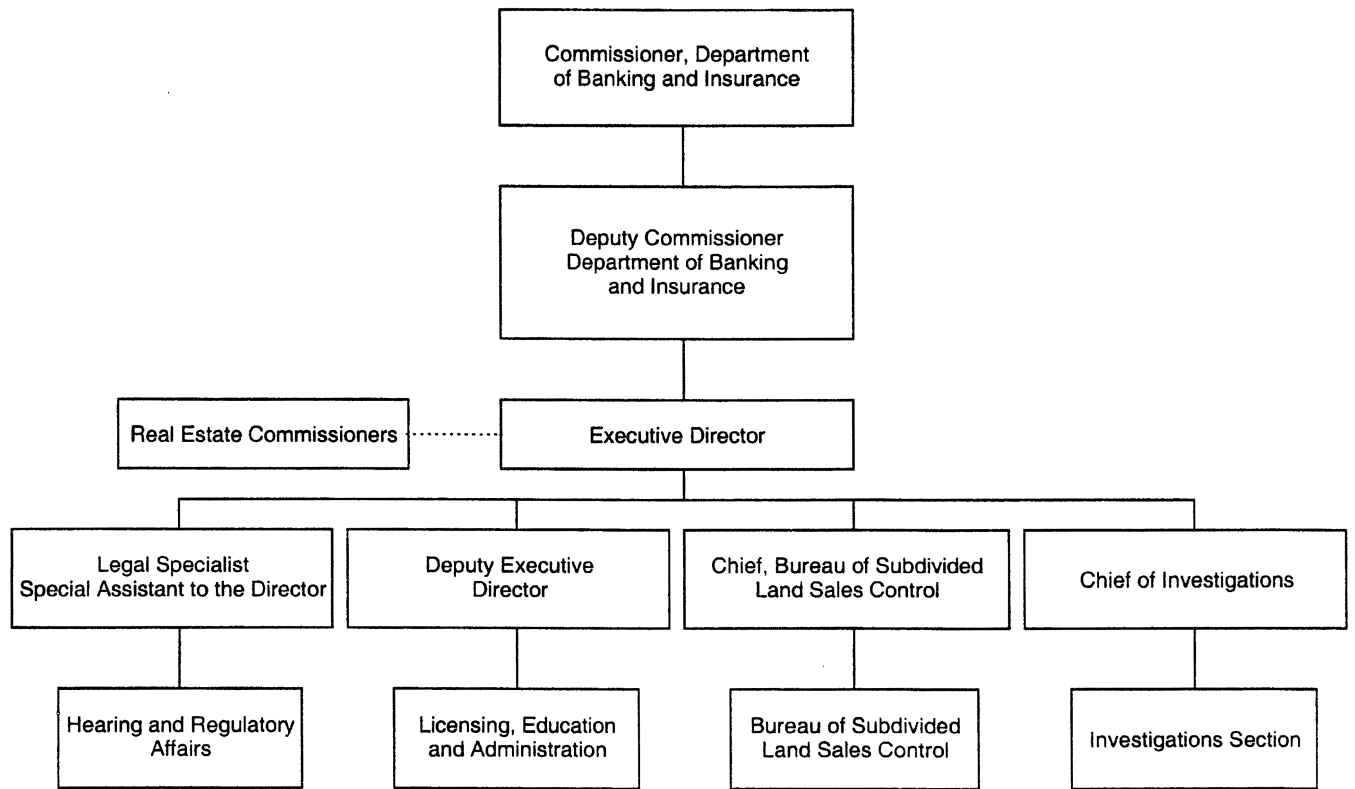 Commissioner, Department
of Banking and Insurance
Deputy Commissioner
Department of Banking
and Insurance
Real Estate Commissioners
Executive Director
Legal Specialist
Special Assistant to the Director
Deputy Executive
Director
Chief, Bureau of Subdivided
Land Sales Control
Chief of Investigations
Hearing and Regulatory
Affairs
Licensing, Education
and Administration
Bureau of Subdivided
Land Sales Control
Investigations Section